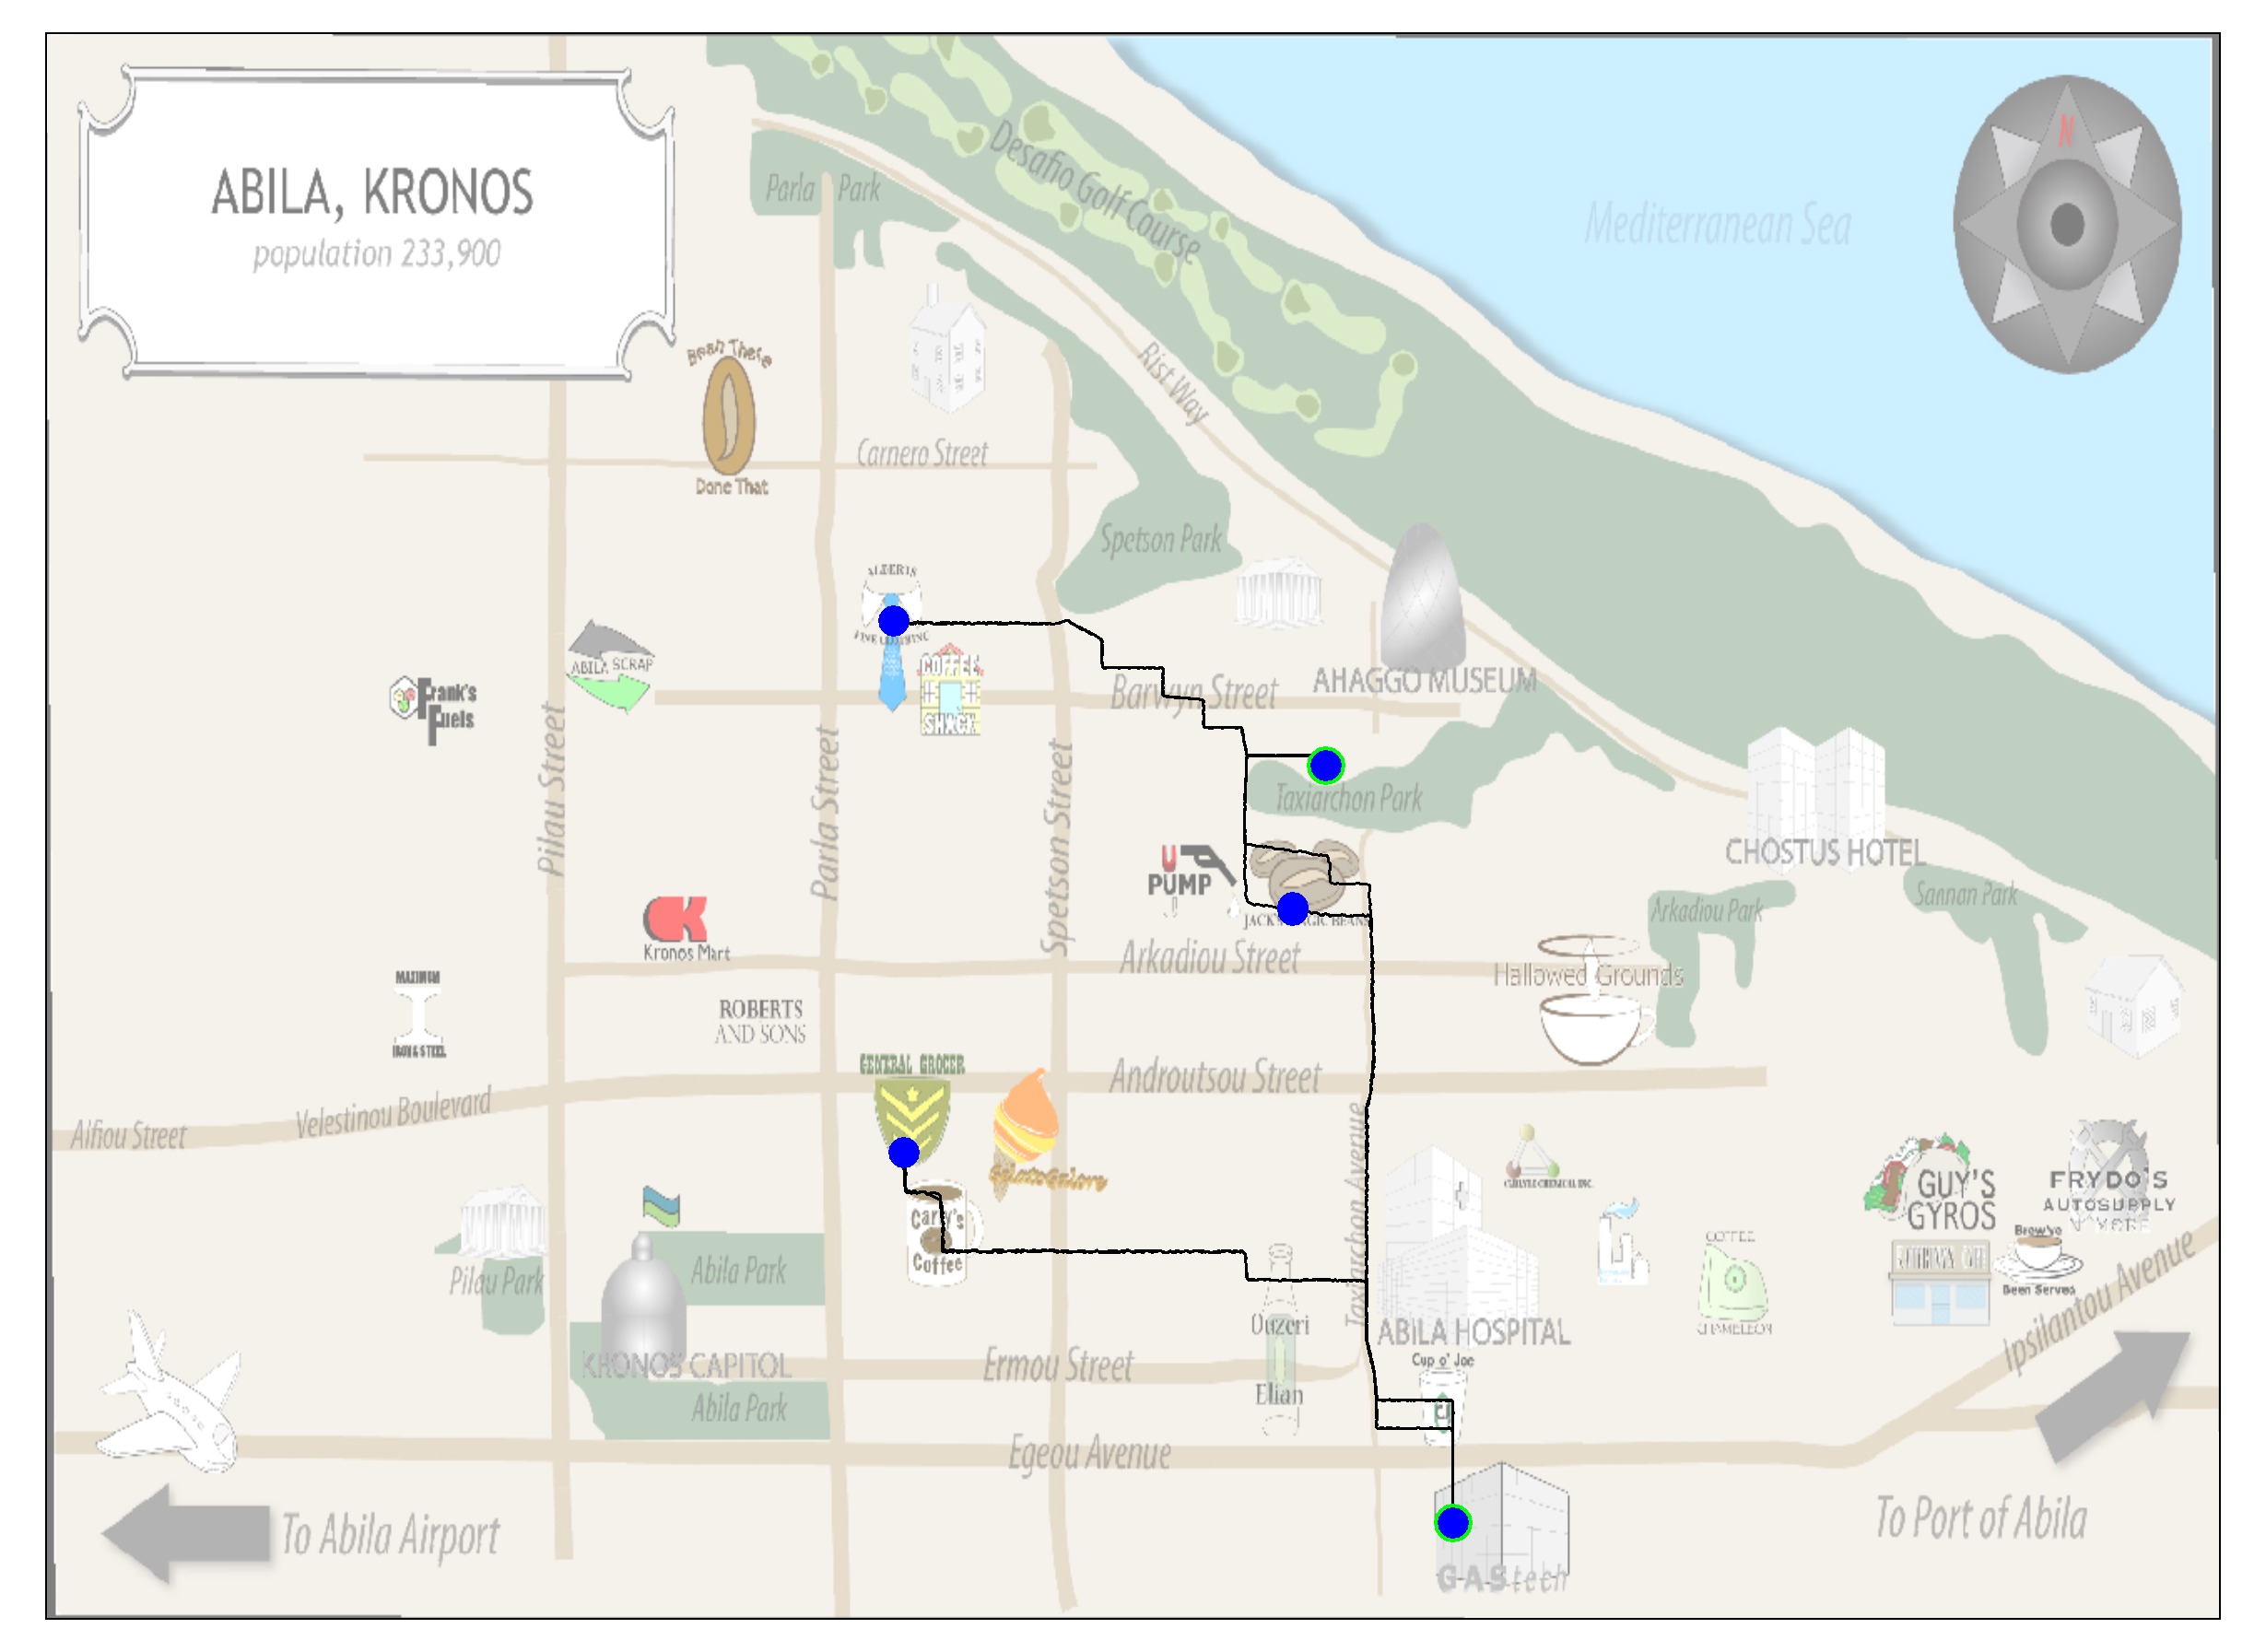 ABILA, KRONOS
population 233,900
N
Mediterranean Sea
Desafio Golf Course
Parla Park
Rist Way
Bean There
Done That
Carnero Street
Spetson Park
ALBERTS
FINE CLOTHING
ABILA SCRAP
COFFEE
SHACK
Frank's
Fuels
Barwyn Street
AHAGGO MUSEUM
Pilau Street
Parla Street
Spetson Street
Taxiarchon Park
CHOSTUS HOTEL
U
PUMP
JACK'S MAGIC BEANS
Sannan Park
Arkadiou Park
Kronos Mart
Arkadiou Street
Hallowed Grounds
MAXIMUM
IRON & STEEL
ROBERTS
AND SONS
GENERAL GROCER
Androutsou Street
Alfiou Street
Velestinou Boulevard
Taxiarchon Avenue
GelatoGalore
CARLYLE CHEMICAL INC.
GUY'S
GYROS
FRYDO'S
AUTOSUPPLY
N' MORE
Carly's
Coffee
Brew've
Been Served
COFFEE
CHAMELEON
Abila Park
Pilau Park
Ouzeri
Elian
ABILA HOSPITAL
Cup o' Joe
KRONOS CAPITOL
Ermou Street
Abila Park
Ipsilantou Avenue
Egeou Avenue
To Abila Airport
To Port of Abila
GAStech